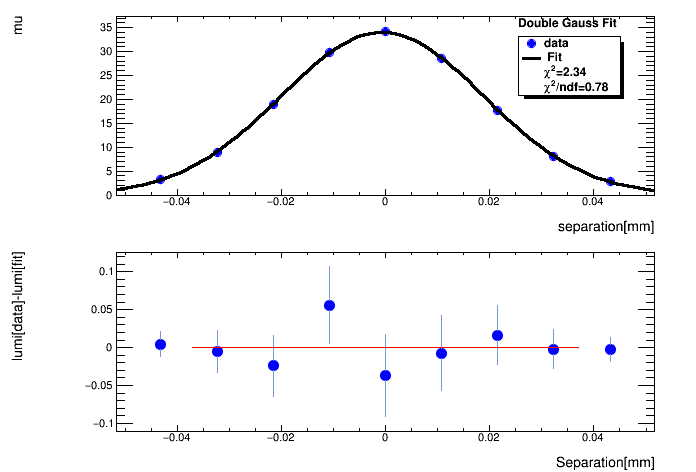 mu
Double Gauss Fit
data
Fit
χ²=2.34
χ²/ndf=0.78
35
30
25
20
15
10
5
0
−0.04 −0.02 0 0.02 0.04
separation[mm]
lumi[data]-lumi[fit]
0.1
0.05
0
−0.05
−0.1
−0.04 −0.02 0 0.02 0.04
Separation[mm]